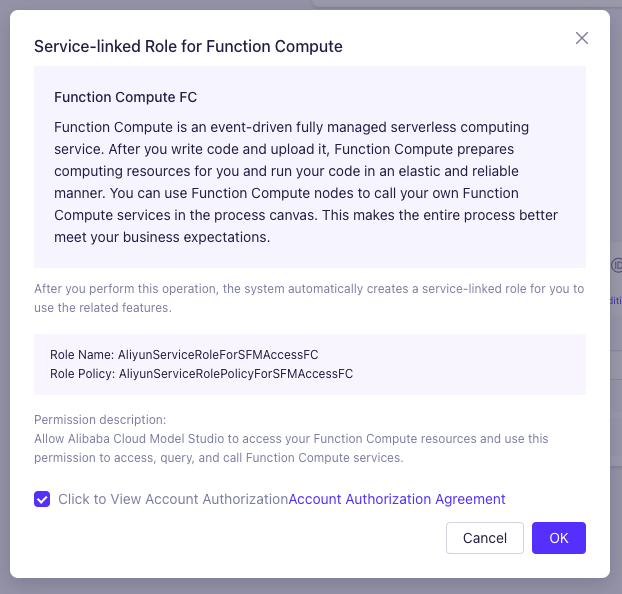 Service-linked Role for Function Compute
Function Compute FC
Function Compute is an event-driven fully managed serverless computing
service. After you write code and upload it, Function Compute prepares
computing resources for you and run your code in an elastic and reliable
manner. You can use Function Compute nodes to call your own Function
Compute services in the process canvas. This makes the entire process better
meet your business expectations.
After you perform this operation, the system automatically creates a service-linked role for you to
use the related features.
Role Name: AliyunServiceRoleForSFMAccessFC
Role Policy: AliyunServiceRolePolicyForSFMAccessFC
Permission description:
Allow Alibaba Cloud Model Studio to access your Function Compute resources and use this
permission to access, query, and call Function Compute services.
Click to View Account AuthorizationAccount Authorization Agreement
Cancel
OK